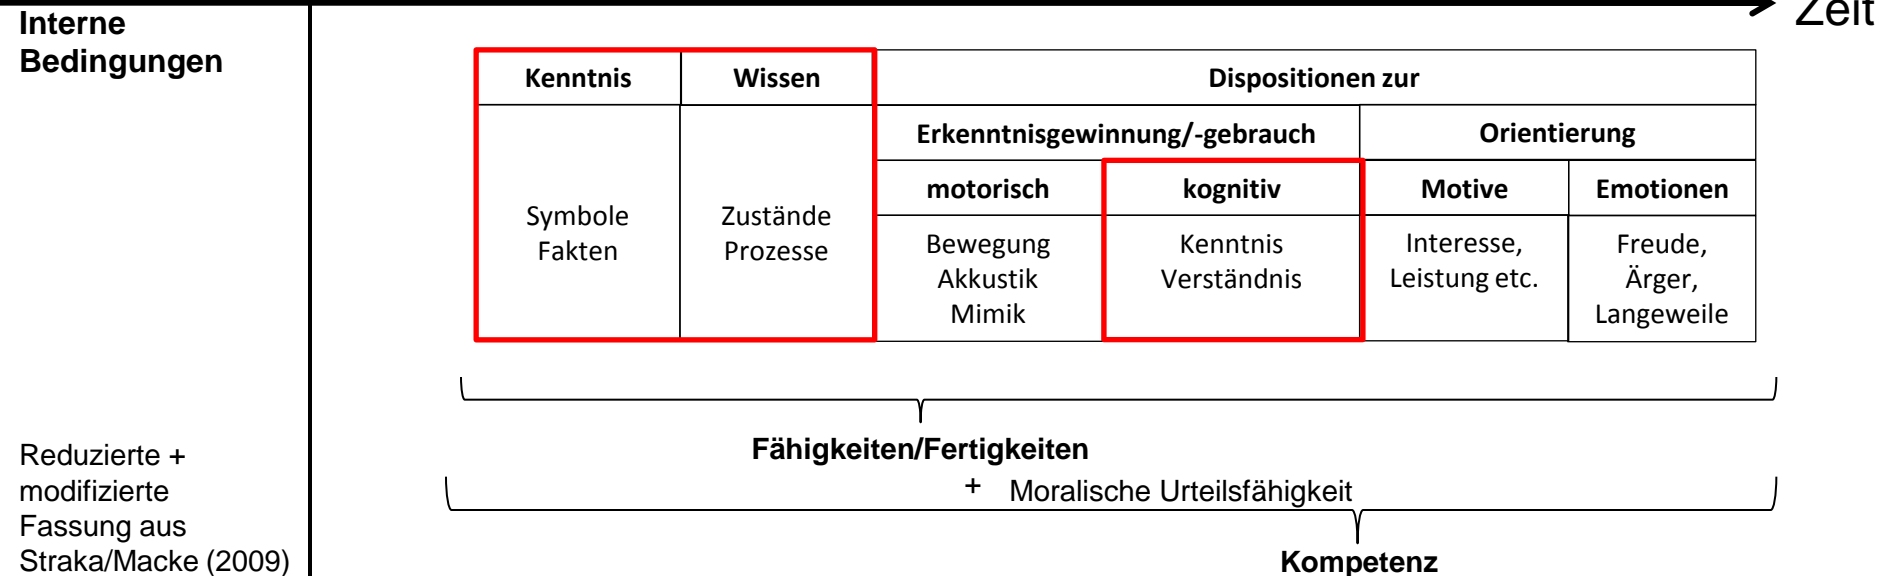 Zeit
Interne
Bedingungen
Kenntnis
Wissen
Dispositionen zur
Erkenntnisgewinnung/-gebrauch
Orientierung
motorisch
kognitiv
Motive
Emotionen
Symbole
Fakten
Zustände
Prozesse
Bewegung
Akkustik
Mimik
Kenntnis
Verständnis
Interesse,
Leistung etc.
Freude,
Ärger,
Langeweile
Fähigkeiten/Fertigkeiten
+ Moralische Urteilsfähigkeit
Kompetenz
Reduzierte +
modifizierte
Fassung aus
Straka/Macke (2009)